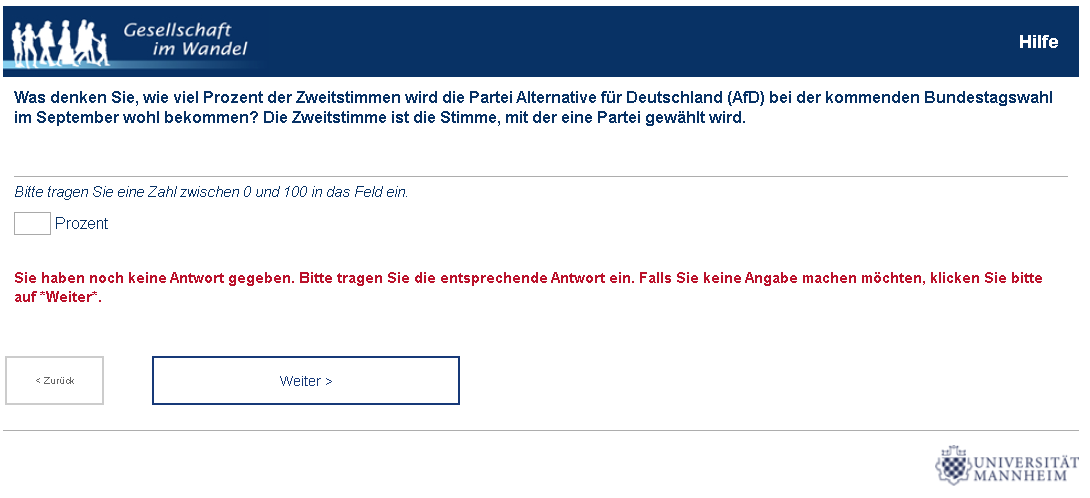 Gesellschaft
im Wandel
Hilfe
Was denken Sie, wie viel Prozent der Zweitstimmen wird die Partei Alternative für Deutschland (AfD) bei der kommenden Bundestagswahl
im September wohl bekommen? Die Zweitstimme ist die Stimme, mit der eine Partei gewählt wird.
Bitte tragen Sie eine Zahl zwischen 0 und 100 in das Feld ein.
Prozent
Sie haben noch keine Antwort gegeben. Bitte tragen Sie die entsprechende Antwort ein. Falls Sie keine Angabe machen möchten, klicken Sie bitte
auf *Weiter*.
< Zurück
Weiter >
UNIVERSITÄT
MANNHEIM